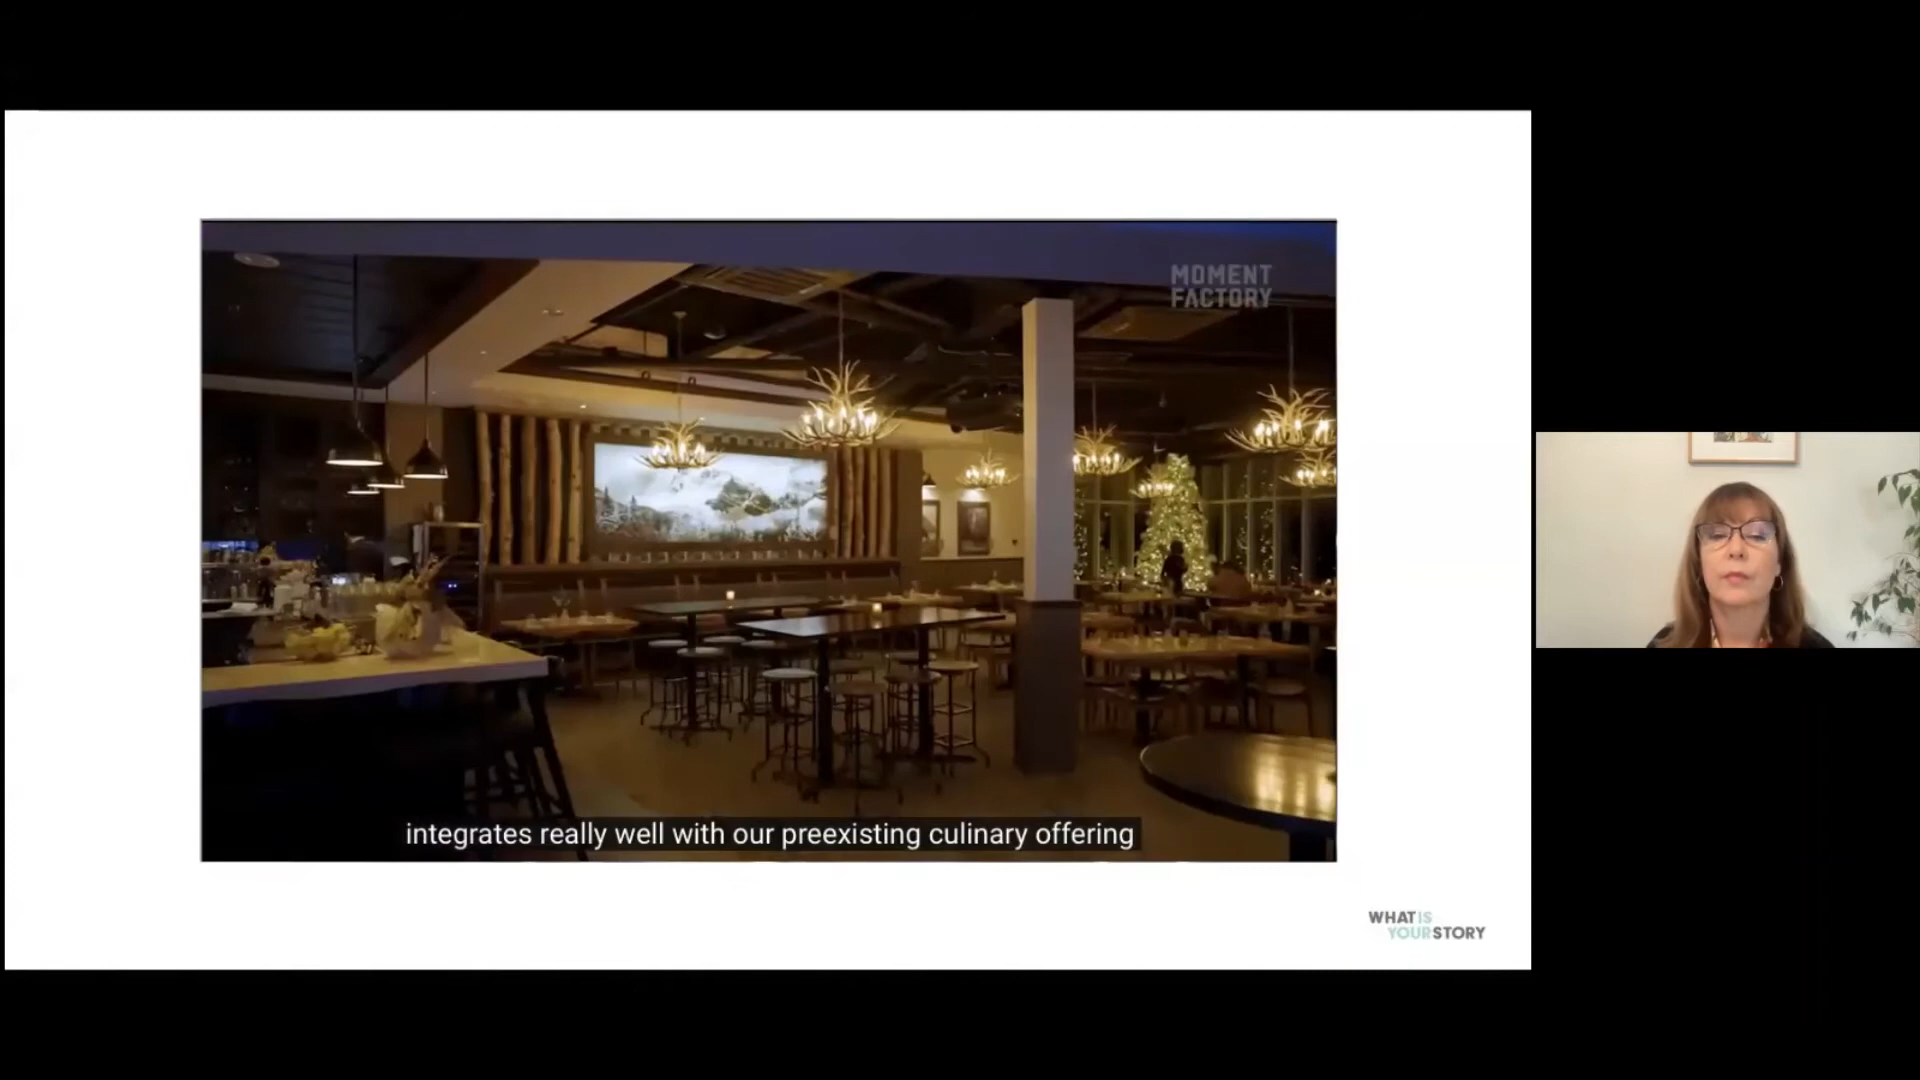 MOMENT
FACTORY
integrates really well with our preexisting culinary offering
WHAT IS
YOUR STORY